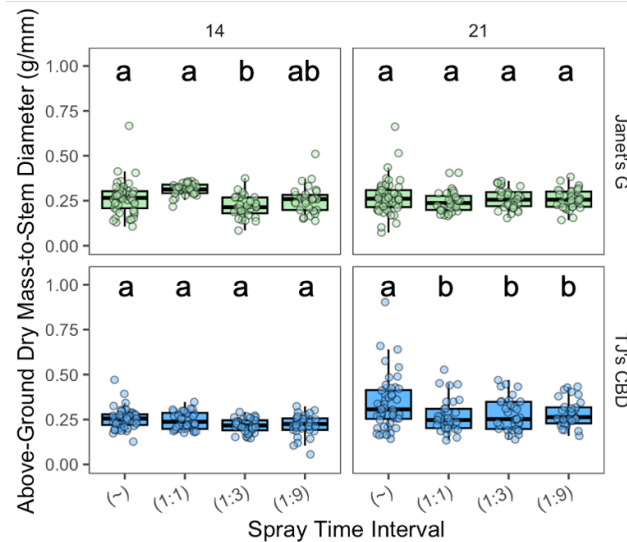 14 21
Above-Ground Dry Mass-to-Stem Diameter (g/mm)
1.00 a a b ab a a a a
0.75
0.50
0.25
0.00
Janet's G
1.00 a a a a a b b b
0.75
0.50
0.25
0.00
TJ's CBD
(~) (1:1) (1:3) (1:9) (~) (1:1) (1:3) (1:9)
Spray Time Interval